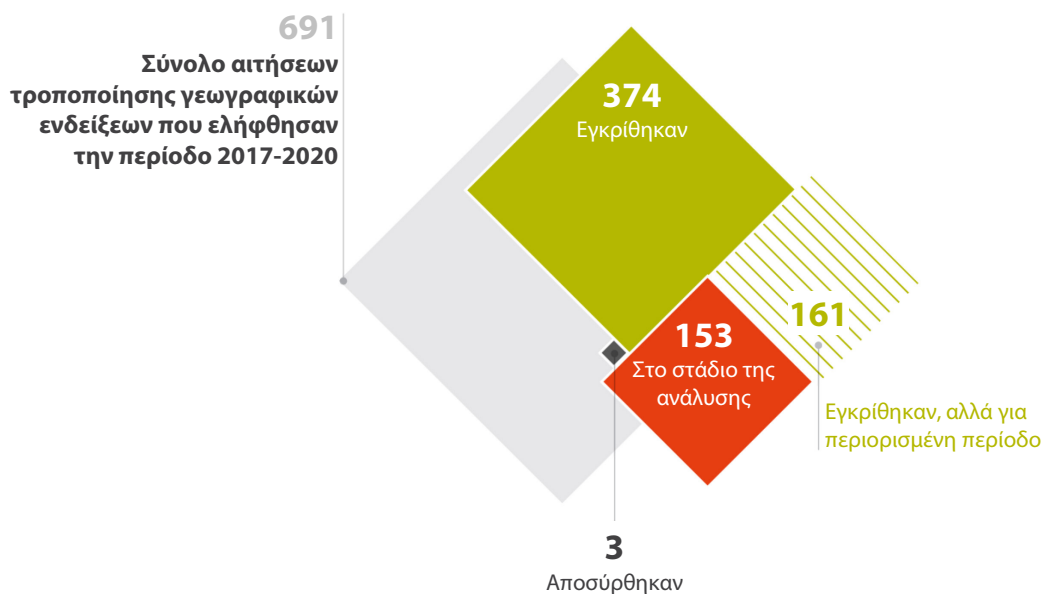 691
Σύνολο αιτήσεων
τροποποίησης γεωγραφικών
ενδείξεων που ελήφθησαν
την περίοδο 2017-2020
374
Εγκρίθηκαν
161
153
Στο στάδιο της
ανάλυσης
Εγκρίθηκαν, αλλά για
περιορισμένη περίοδο
3
Αποσύρθηκαν